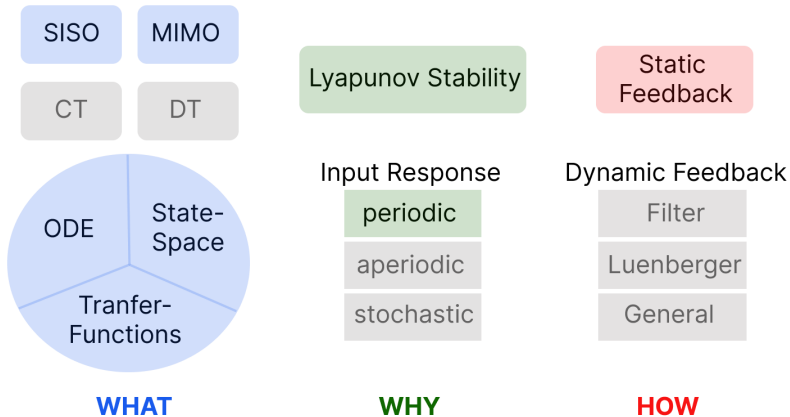 SISO
MIMO
CT
DT
ODE
State-
Space
Tranfer-
Functions
WHAT
Lyapunov Stability
Input Response
periodic
aperiodic
stochastic
WHY
Static
Feedback
Dynamic Feedback
Filter
Luenberger
General
HOW